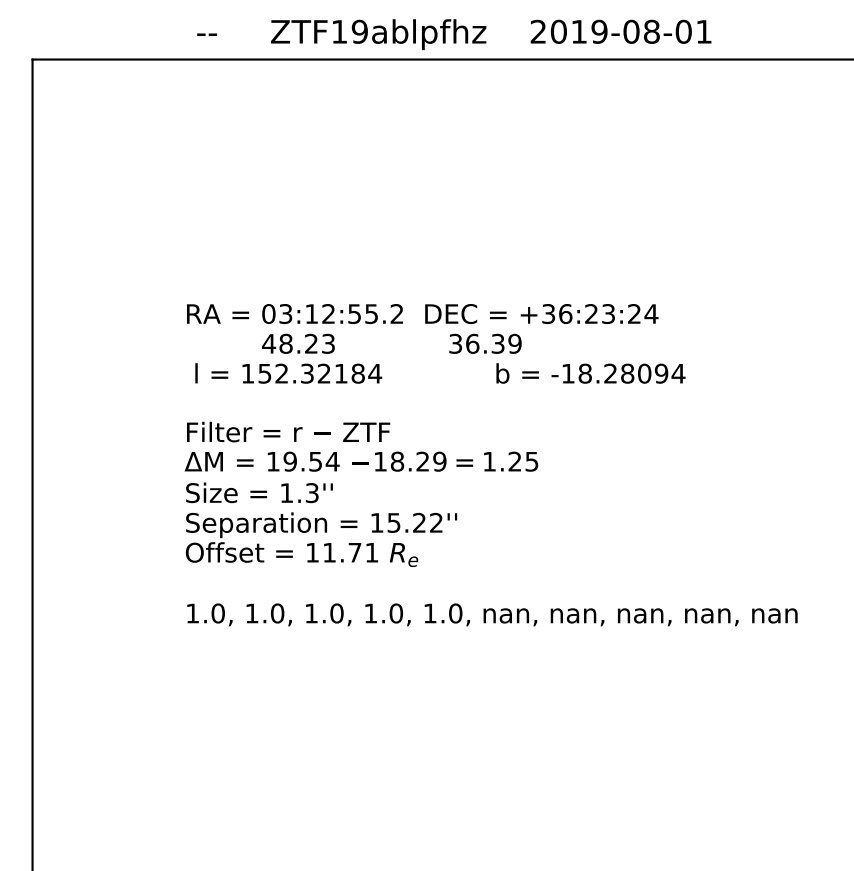 -- ZTF19ablpfhz 2019-08-01
RA = 03:12:55.2 DEC = +36:23:24
48.23 36.39
l = 152.32184 b = -18.28094
Filter = r − ZTF
ΔM = 19.54 −18.29 = 1.25
Size = 1.3''
Separation = 15.22''
Offset = 11.71 Rₑ
1.0, 1.0, 1.0, 1.0, 1.0, nan, nan, nan, nan, nan